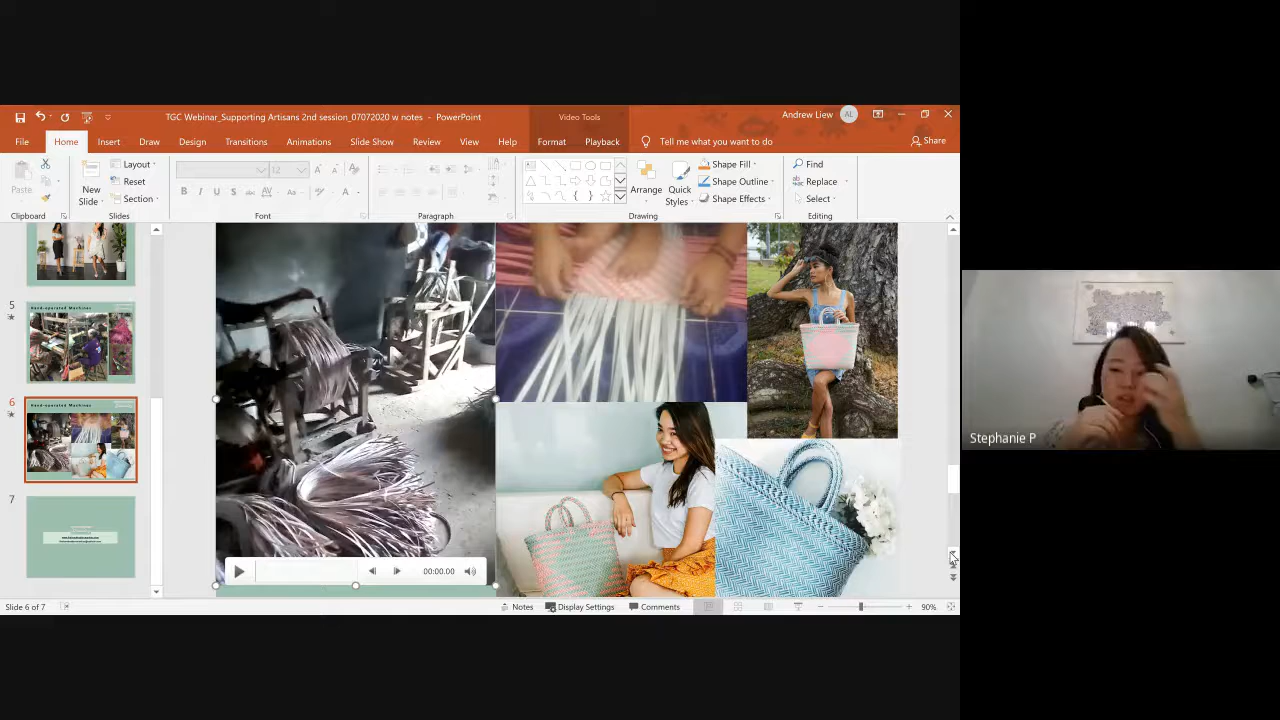 TGC Webinar_Supporting Artisans 2nd session_07072020 w notes - PowerPoint
Video Tools
Andrew Liew
AL
File
Home
Insert
Draw
Design
Transitions
Animations
Slide Show
Review
View
Help
Format
Playback
Tell me what you want to do
Share
Paste
New Slide
Layout
Reset
Section
12
B I U S abc AV Aa A
Arrange
Quick Styles
Shape Fill
Shape Outline
Shape Effects
Find
Replace
Select
Clipboard
Slides
Font
Paragraph
Drawing
Editing
5
Hand-operated Machines
6
Hand-operated Machines
7
00:00.00
Stephanie P
Slide 6 of 7
Notes
Display Settings
Comments
90%